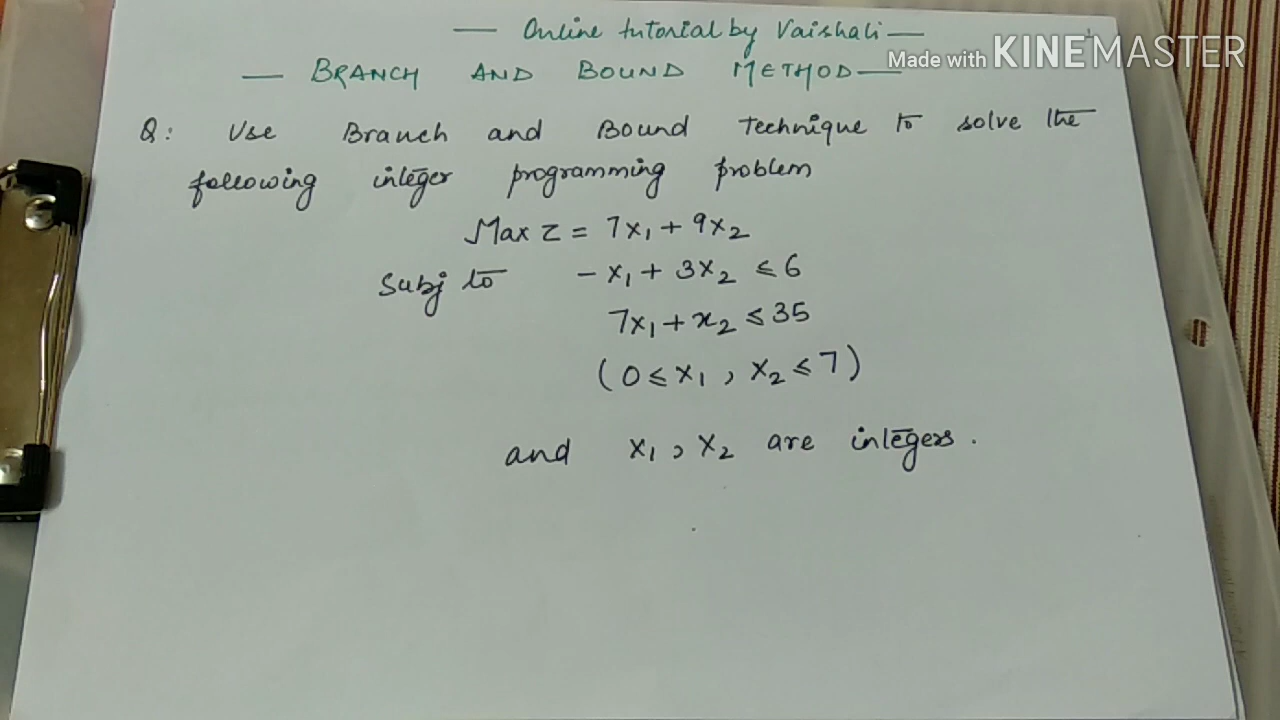 — Online tutorial by Vaishali —
Made with KINEMASTER
— BRANCH AND BOUND METHOD —
Q: Use Branch and Bound Technique to solve the
following integer programming problem
Max Z = 7x₁ + 9x₂
Subj to - x₁ + 3x₂ ≤ 6
7x₁ + x₂ ≤ 35
(0 ≤ x₁ , x₂ ≤ 7)
and x₁ , x₂ are integers .